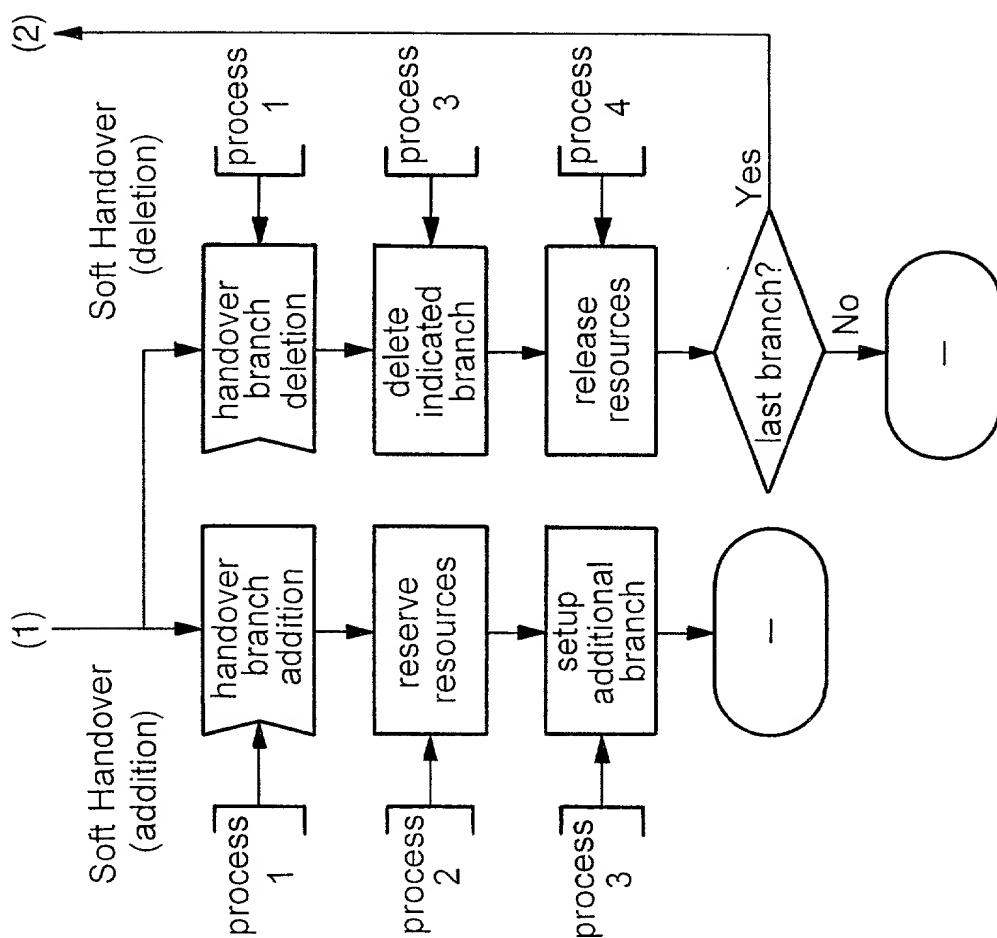 (1)
(2)
Soft Handover
(addition)
process
1
handover
branch
addition
process
2
reserve
resources
process
3
setup
additional
branch
–
Soft Handover
(deletion)
handover
branch
deletion
process
1
delete
indicated
branch
process
3
release
resources
process
4
last branch?
Yes
No
–